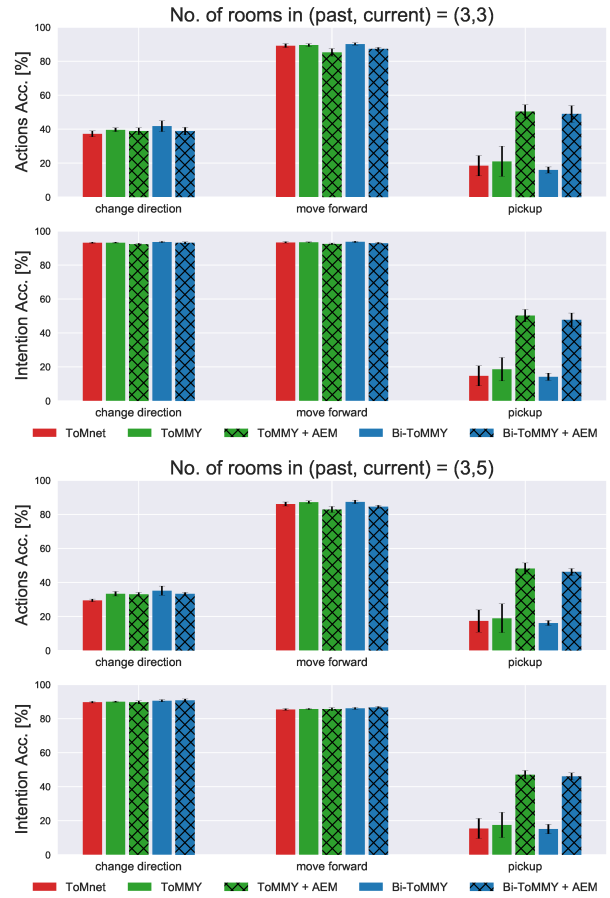 No. of rooms in (past, current) = (3,3)
Actions Acc. [%]
100
80
60
40
20
0
change direction move forward pickup
Intention Acc. [%]
100
80
60
40
20
0
change direction move forward pickup
ToMnet ToMMY ToMMY + AEM Bi-ToMMY Bi-ToMMY + AEM
No. of rooms in (past, current) = (3,5)
Actions Acc. [%]
100
80
60
40
20
0
change direction move forward pickup
Intention Acc. [%]
100
80
60
40
20
0
change direction move forward pickup
ToMnet ToMMY ToMMY + AEM Bi-ToMMY Bi-ToMMY + AEM